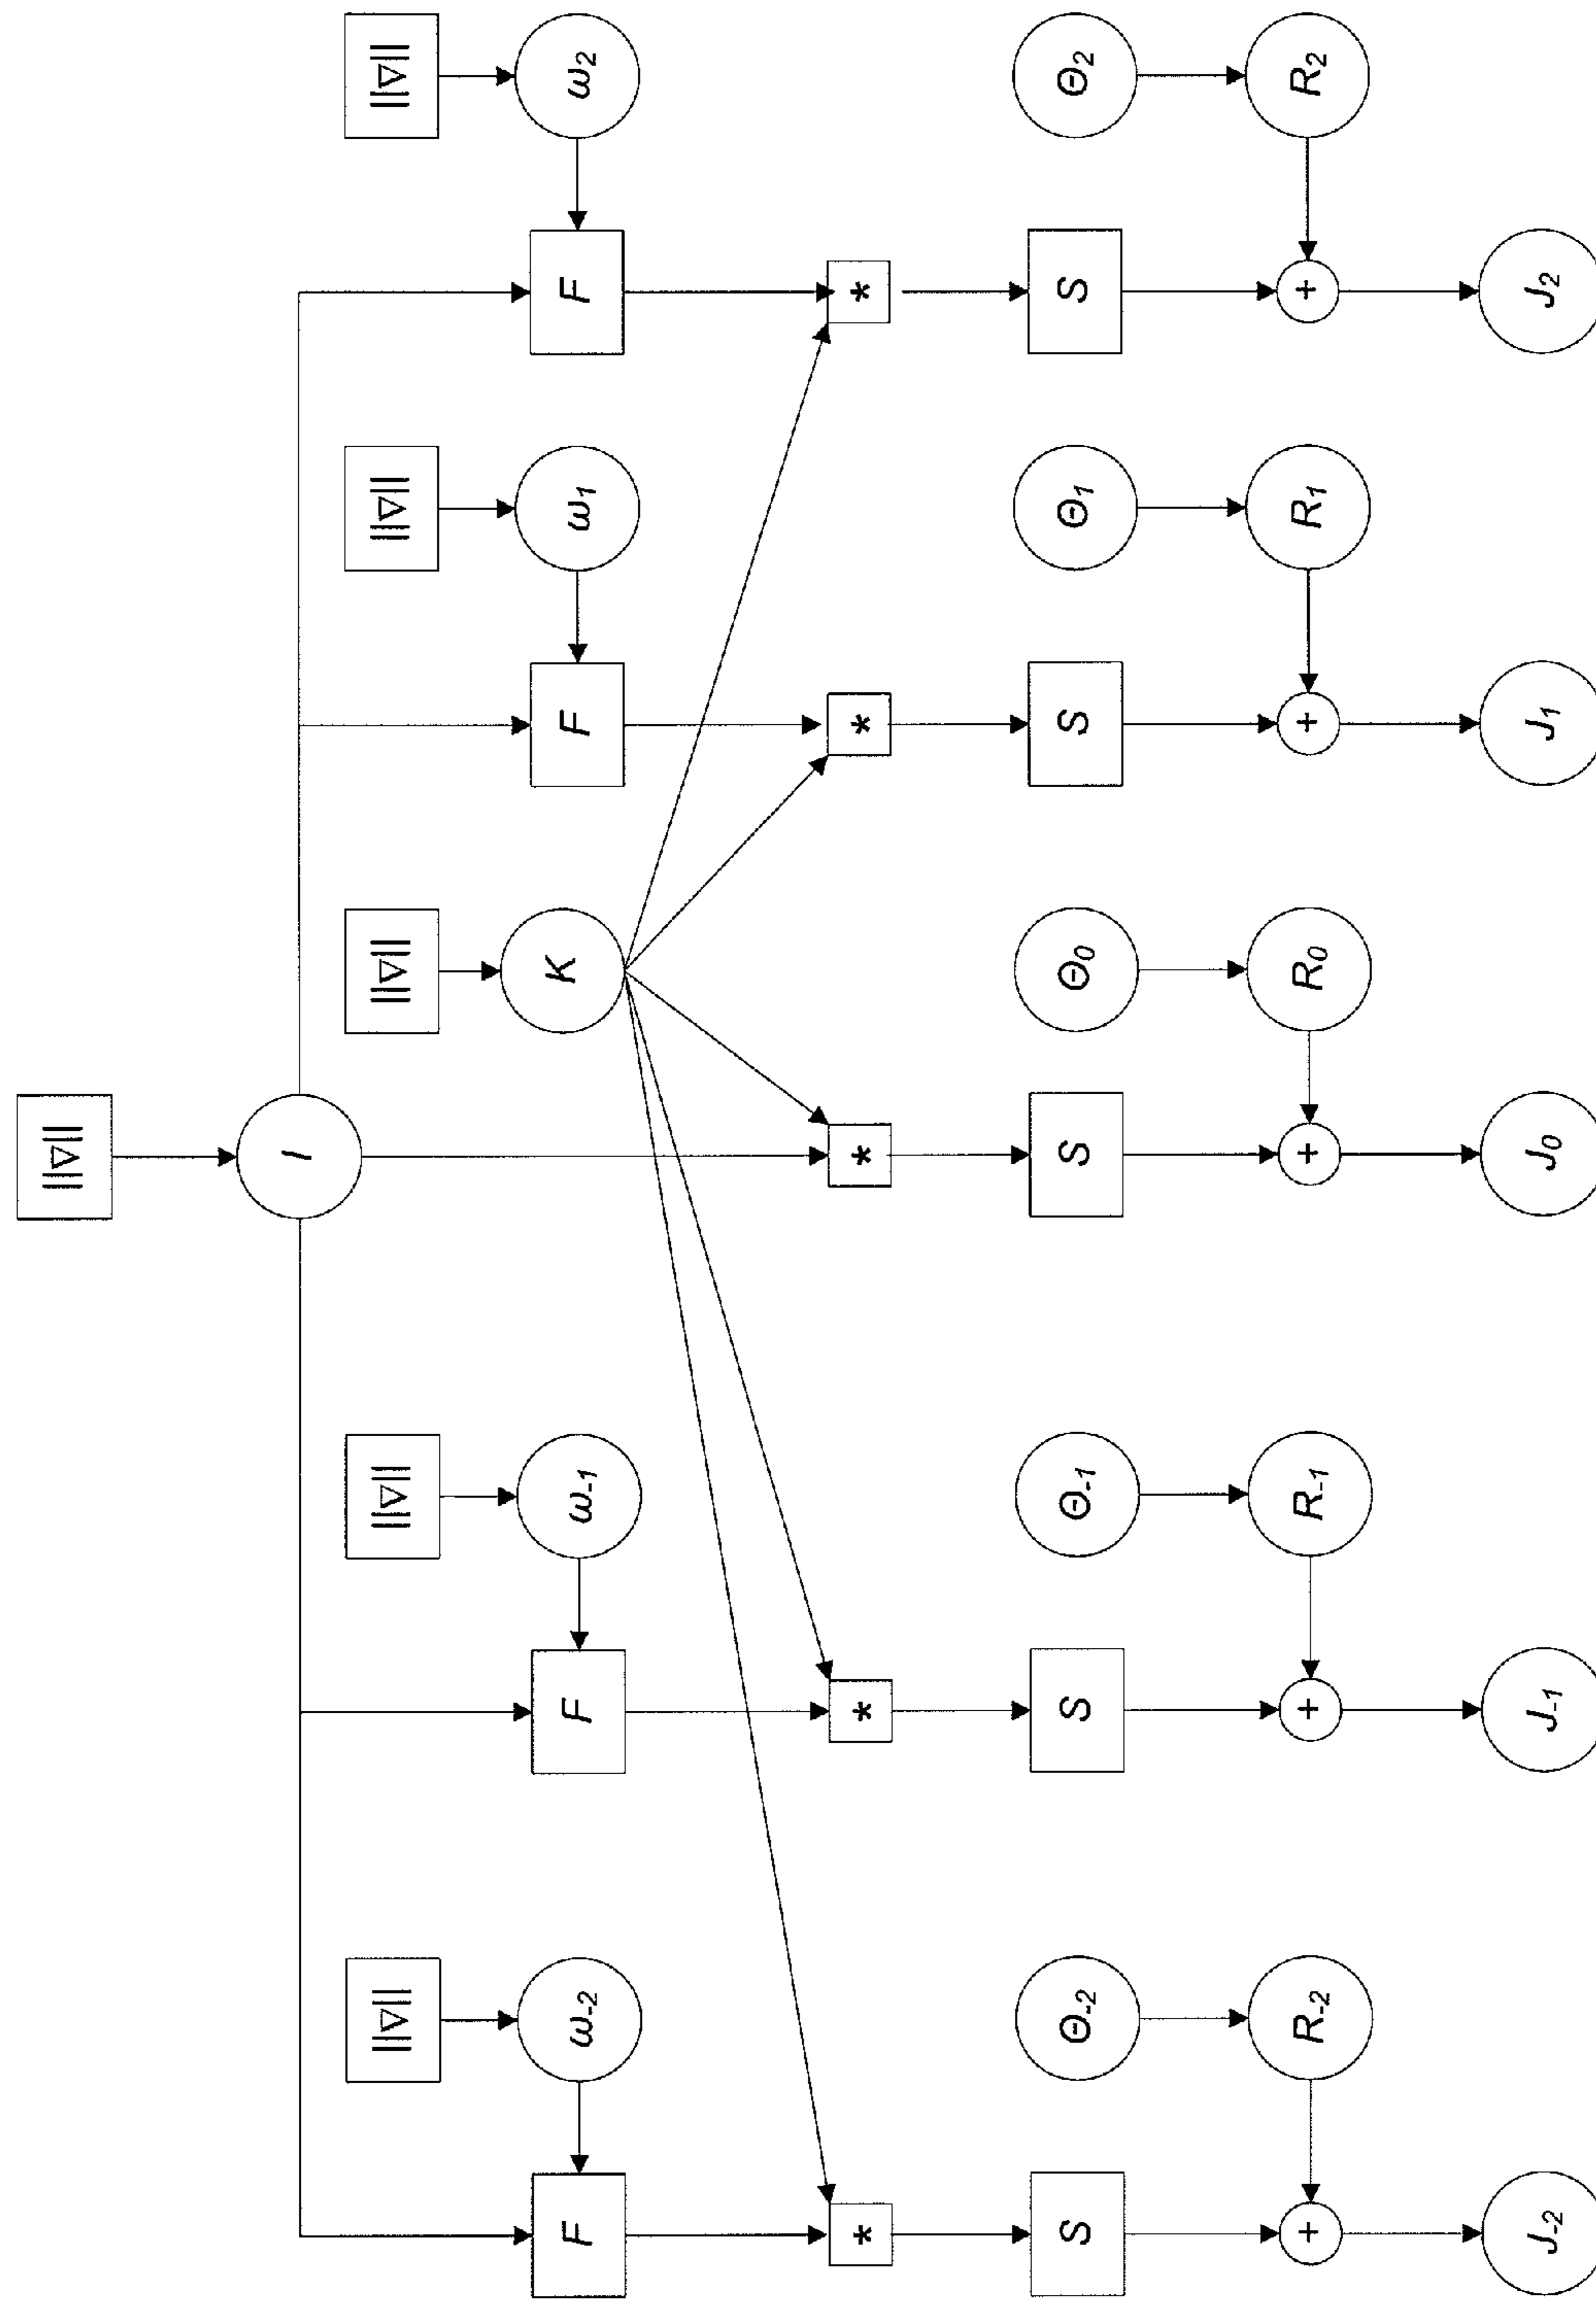 ||∇||
I
||∇|| ||∇|| ||∇|| ||∇|| ||∇||
F ω₋₂ F ω₋₁ K F ω₁ F ω₂
* * * * *
S Θ₋₂ S Θ₋₁ S Θ₀ S Θ₁ S Θ₂
+ R₋₂ + R₋₁ + R₀ + R₁ + R₂
J₋₂ J₋₁ J₀ J₁ J₂